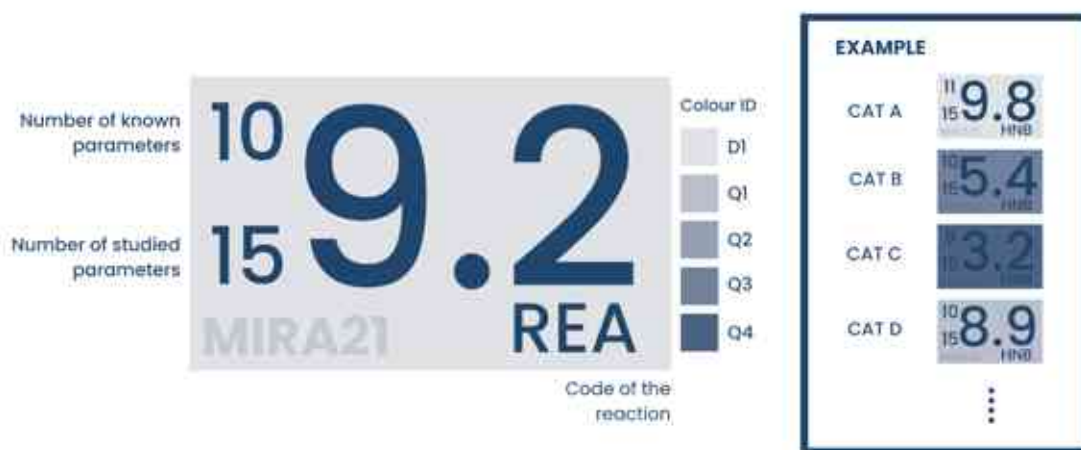 Number of known
parameters
10
9.2
Number of studied
parameters
15
MIRA21
REA
Code of the
reaction
Colour ID
D1
Q1
Q2
Q3
Q4
EXAMPLE
CAT A
11
15
9.8
HNB
CAT B
10
15
5.4
HNB
CAT C
3.2
CAT D
10
15
8.9
HNB